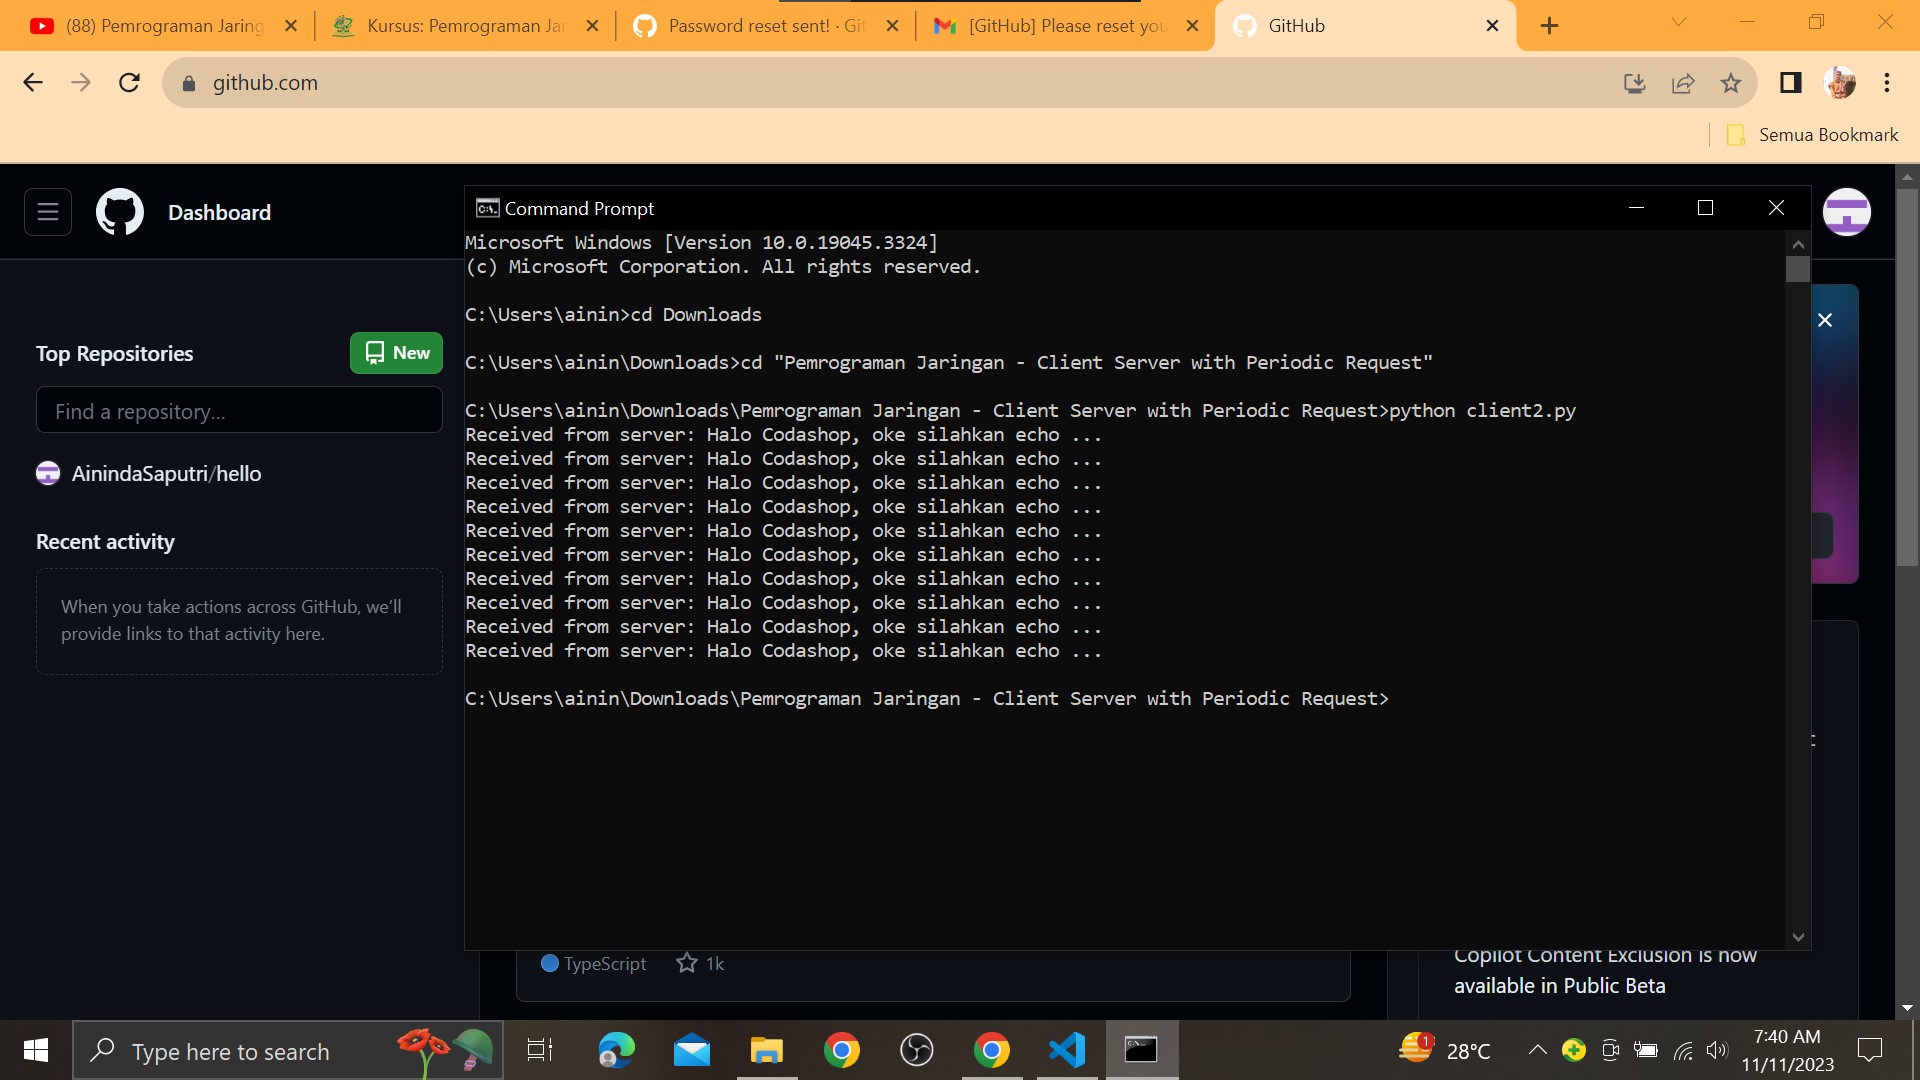 (88) Pemrograman Jaring
Kursus: Pemrograman Jar
Password reset sent! · Git
[GitHub] Please reset you
GitHub
github.com
Semua Bookmark
Dashboard
Top Repositories
New
Find a repository...
AinindaSaputri/hello
Recent activity
When you take actions across GitHub, we'll
provide links to that activity here.
Command Prompt
Microsoft Windows [Version 10.0.19045.3324]
(c) Microsoft Corporation. All rights reserved.
C:\Users\ainin>cd Downloads
C:\Users\ainin\Downloads>cd "Pemrograman Jaringan - Client Server with Periodic Request"
C:\Users\ainin\Downloads\Pemrograman Jaringan - Client Server with Periodic Request>python client2.py
Received from server: Halo Codashop, oke silahkan echo ...
Received from server: Halo Codashop, oke silahkan echo ...
Received from server: Halo Codashop, oke silahkan echo ...
Received from server: Halo Codashop, oke silahkan echo ...
Received from server: Halo Codashop, oke silahkan echo ...
Received from server: Halo Codashop, oke silahkan echo ...
Received from server: Halo Codashop, oke silahkan echo ...
Received from server: Halo Codashop, oke silahkan echo ...
Received from server: Halo Codashop, oke silahkan echo ...
Received from server: Halo Codashop, oke silahkan echo ...
C:\Users\ainin\Downloads\Pemrograman Jaringan - Client Server with Periodic Request>
TypeScript
1k
Copilot Content Exclusion is now
available in Public Beta
Type here to search
1
28°C
7:40 AM
11/11/2023